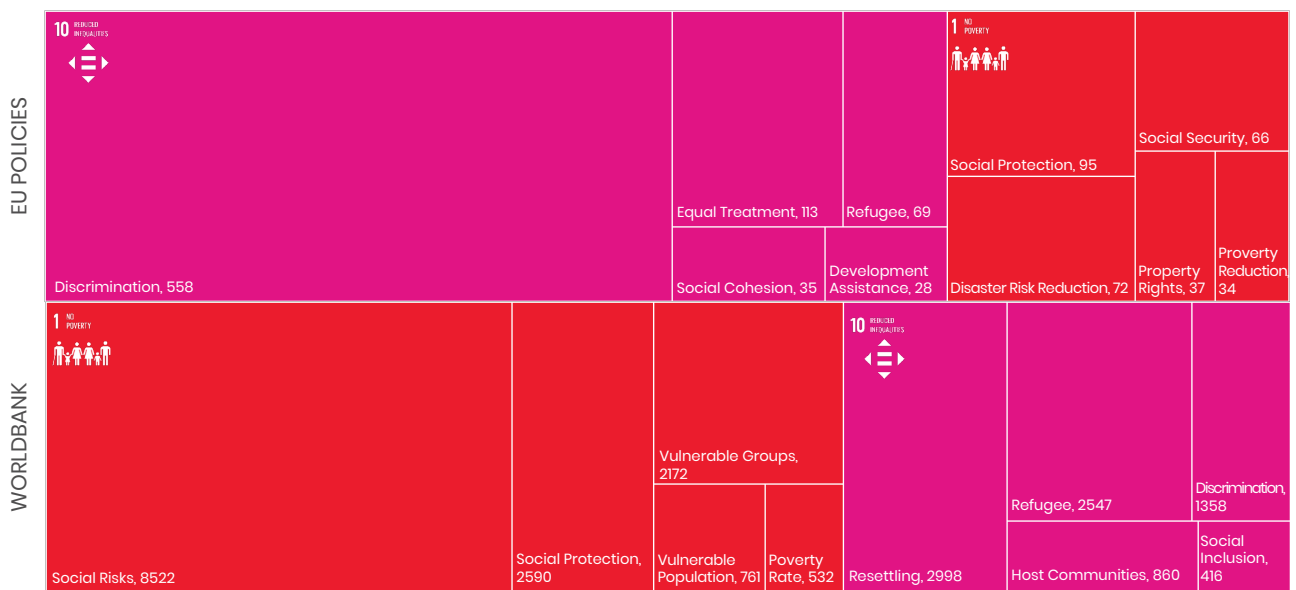 EU POLICIES
10 REDUCED
INEQUALITIES
Discrimination, 558
Equal Treatment, 113
Refugee, 69
Social Cohesion, 35
Development
Assistance, 28
1 NO
POVERTY
Social Protection, 95
Social Security, 66
Disaster Risk Reduction, 72
Property
Rights, 37
Proverty
Reduction,
34
WORLDBANK
1 NO
POVERTY
Social Risks, 8522
Social Protection,
2590
Vulnerable Groups,
2172
Vulnerable
Population, 761
Poverty
Rate, 532
10 REDUCED
INEQUALITIES
Resettling, 2998
Refugee, 2547
Discrimination,
1358
Host Communities, 860
Social
Inclusion,
416